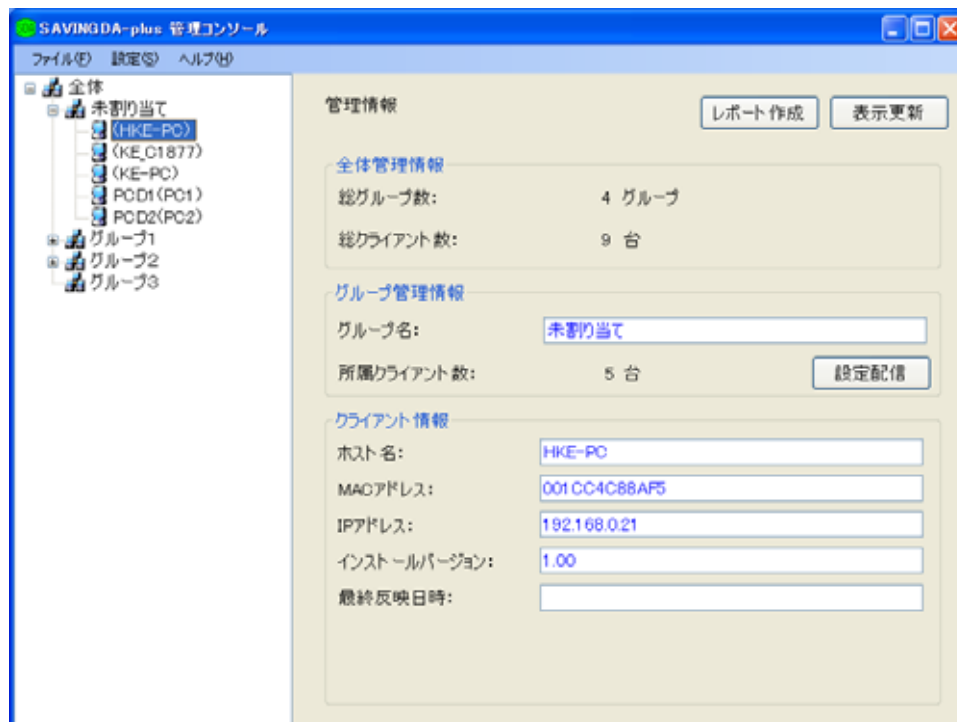 SAVINGDA-plus 管理コンソール
ファイル(F) 設定(S) ヘルプ(H)
全体
未割り当て
(HKE-PC)
(KE_C1877)
(KE-PC)
PCD1(PC1)
PCD2(PC2)
グループ1
グループ2
グループ3
管理情報
レポート作成
表示更新
全体管理情報
総グループ数: 4 グループ
総クライアント数: 9 台
グループ管理情報
グループ名: 未割り当て
所属クライアント数: 5 台
設定配信
クライアント情報
ホスト名: HKE-PC
MACアドレス: 001CC4C88AF5
IPアドレス: 192.168.0.21
インストールバージョン: 1.00
最終反映日時: